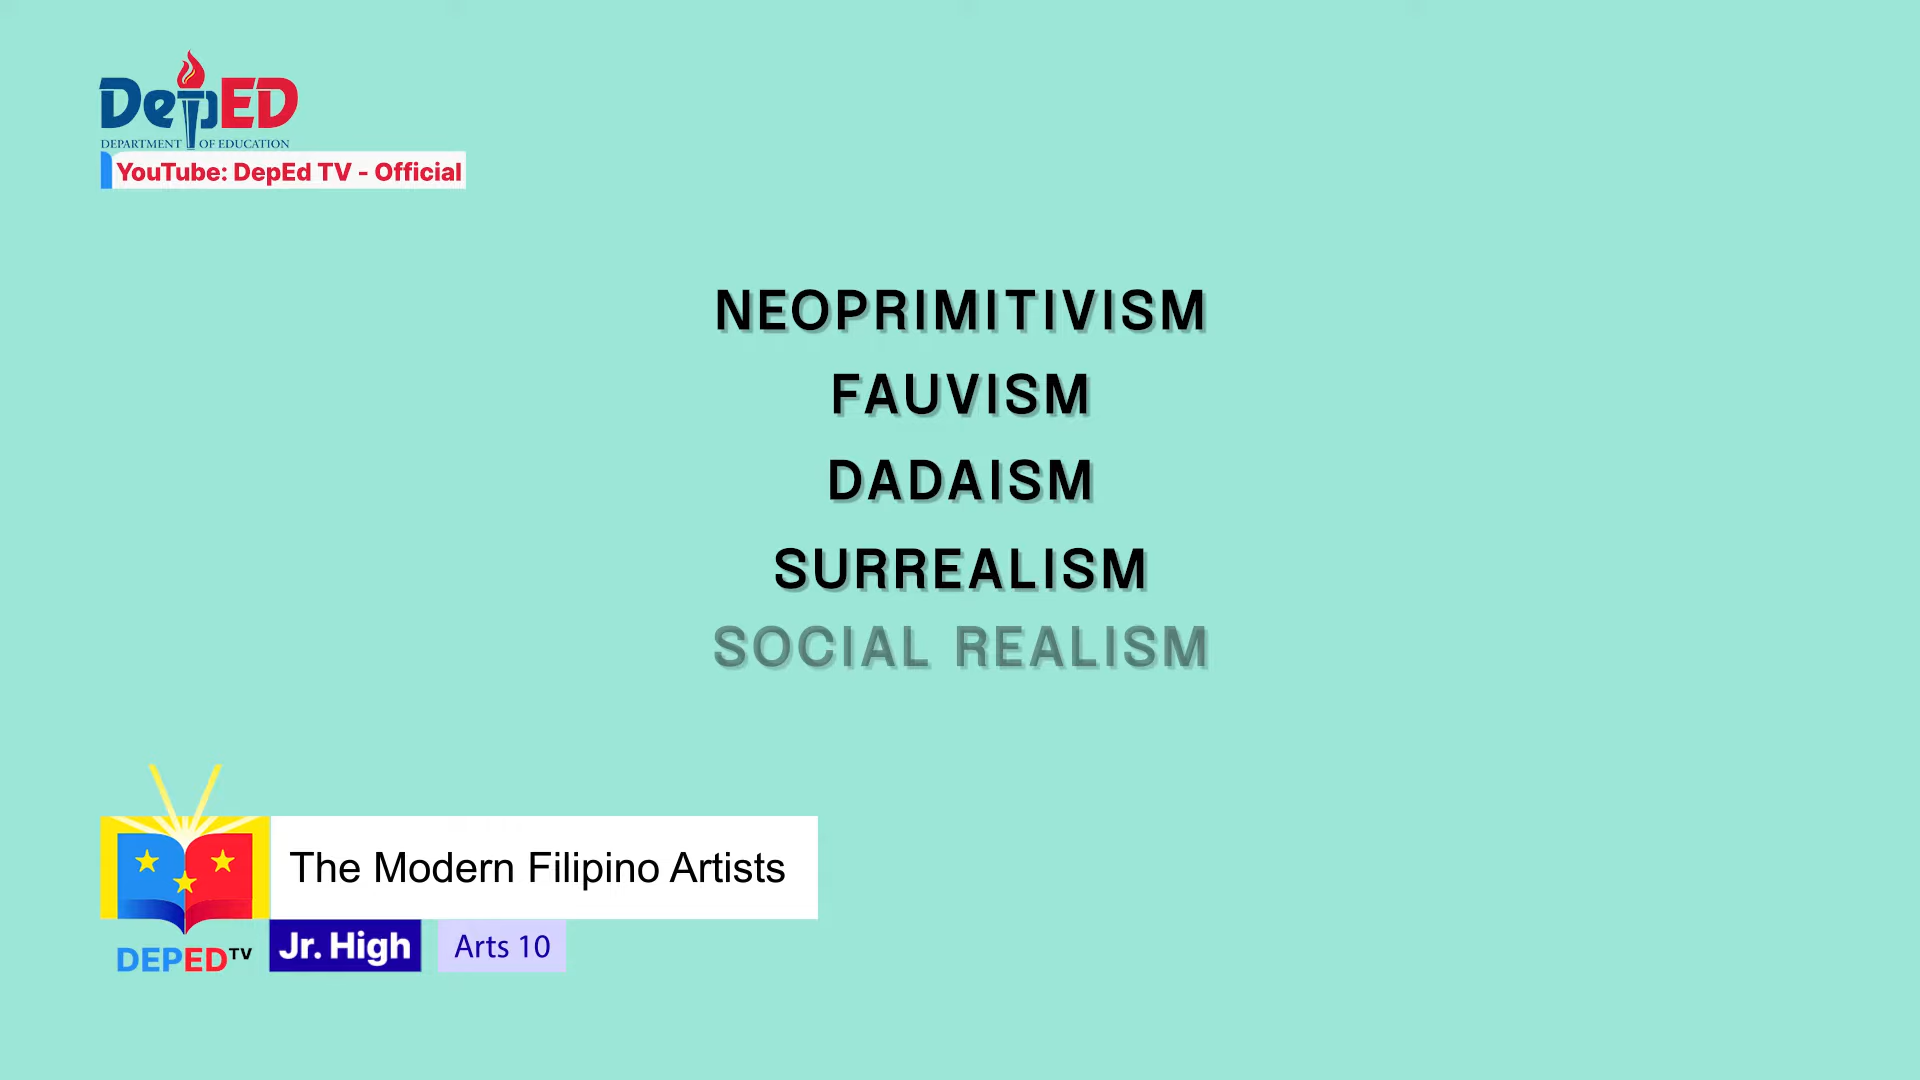 DepED
DEPARTMENT OF EDUCATION
YouTube: DepEd TV - Official
NEOPRIMITIVISM
FAUVISM
DADAISM
SURREALISM
SOCIAL REALISM
The Modern Filipino Artists
DEPED TV
Jr. High
Arts 10